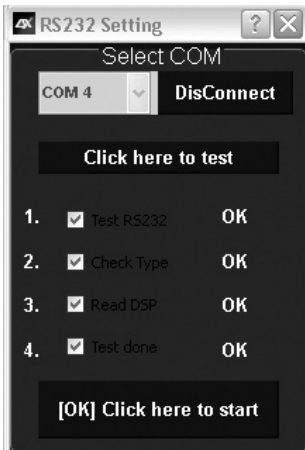 RS232 Setting
Select COM
COM 4 DisConnect
Click here to test
1. Test RS232 OK
2. Check Type OK
3. Read DSP OK
4. Test done OK
[OK] Click here to start